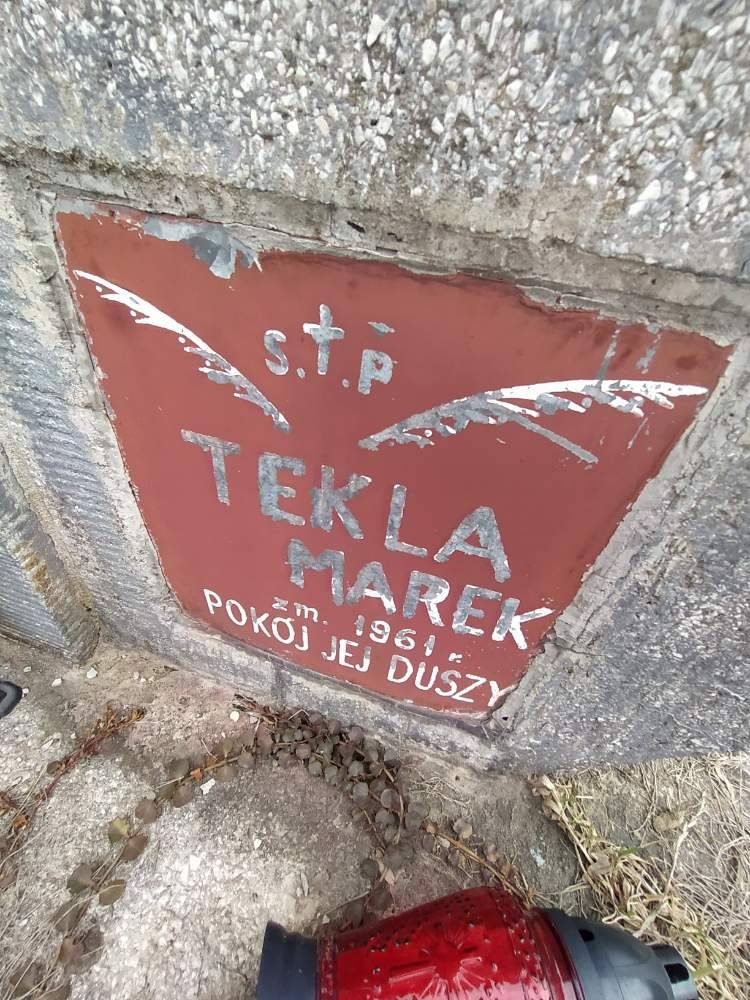 S.†.P
TEKLA
MAREK
zm. 1961 r.
POKÓJ JEJ DUSZY